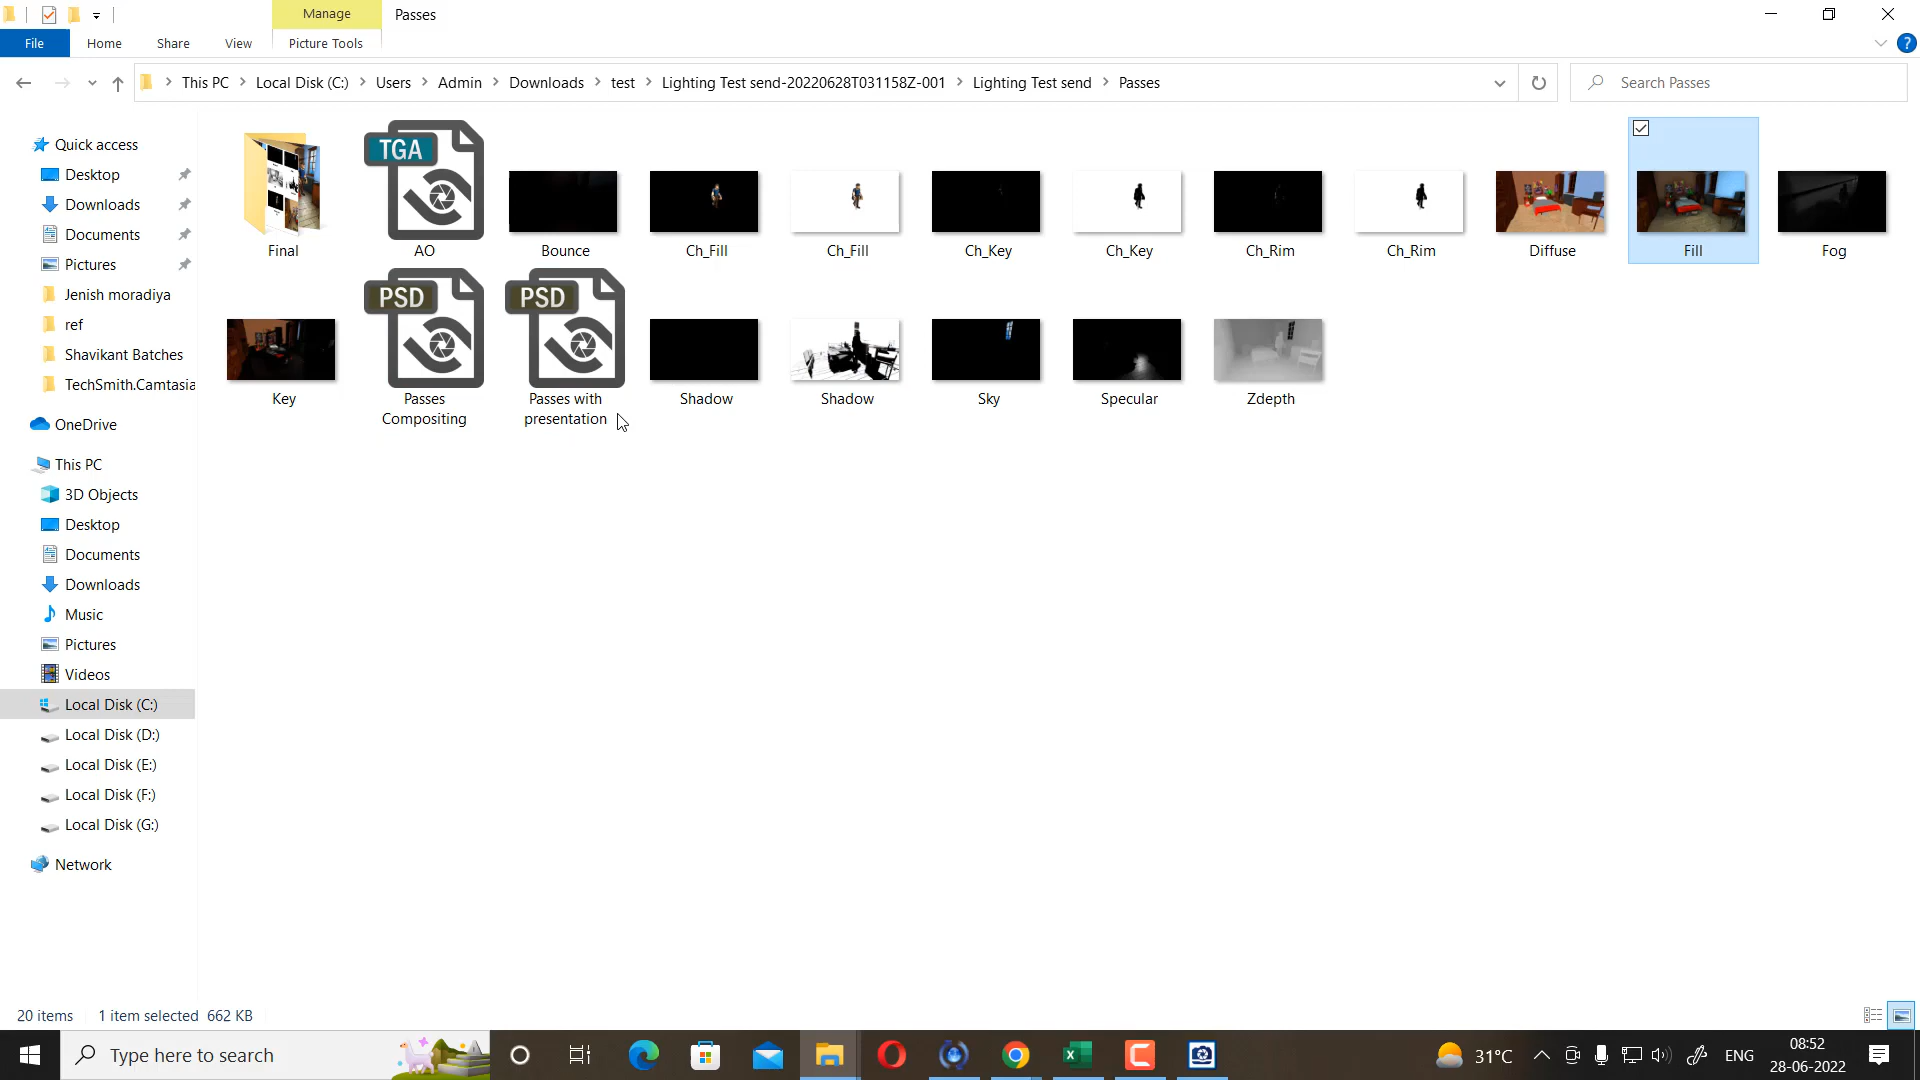 Manage
Passes
File
Home
Share
View
Picture Tools
?
This PC
Local Disk (C:)
Users
Admin
Downloads
test
Lighting Test send-20220628T031158Z-001
Lighting Test send
Passes
Search Passes
Quick access
Desktop
Downloads
Documents
Pictures
Jenish moradiya
ref
Shavikant Batches
TechSmith.Camtasia
OneDrive
This PC
3D Objects
Desktop
Documents
Downloads
Music
Pictures
Videos
Local Disk (C:)
Local Disk (D:)
Local Disk (E:)
Local Disk (F:)
Local Disk (G:)
Network
TGA
Final
AO
Bounce
Ch_Fill
Ch_Fill
Ch_Key
Ch_Key
Ch_Rim
Ch_Rim
Diffuse
Fill
Fog
PSD
PSD
Key
Passes
Compositing
Passes with
presentation
Shadow
Shadow
Sky
Specular
Zdepth
20 items
1 item selected 662 KB
Type here to search
31°C
ENG
08:52
28-06-2022